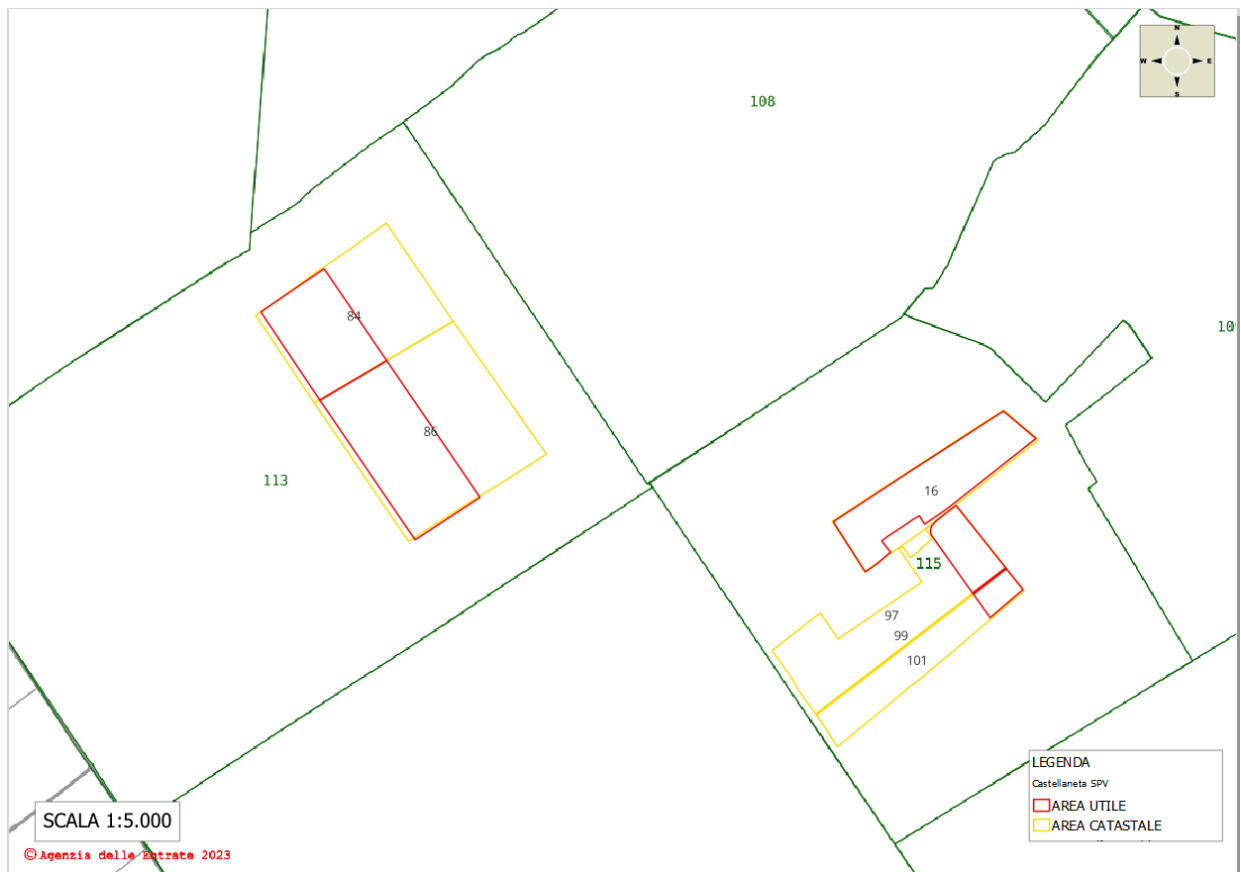 N
W E
S
108
84
86
113
16
115
97
99
101
LEGENDA
Castellaneta SPV
AREA UTILE
AREA CATASTALE
SCALA 1:5.000
© Agenzia delle Entrate 2023